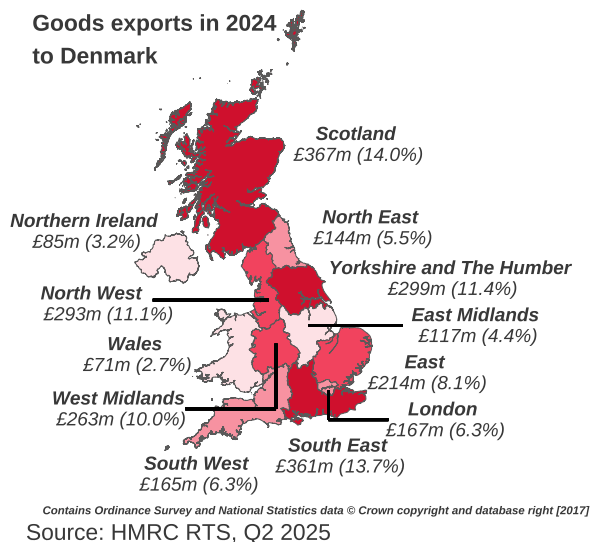 Goods exports in 2024
to Denmark
Scotland
£367m (14.0%)
Northern Ireland
£85m (3.2%)
North East
£144m (5.5%)
Yorkshire and The Humber
£299m (11.4%)
North West
£293m (11.1%)
East Midlands
£117m (4.4%)
Wales
£71m (2.7%)
East
£214m (8.1%)
West Midlands
£263m (10.0%)
London
£167m (6.3%)
South East
£361m (13.7%)
South West
£165m (6.3%)
Contains Ordinance Survey and National Statistics data © Crown copyright and database right [2017]
Source: HMRC RTS, Q2 2025